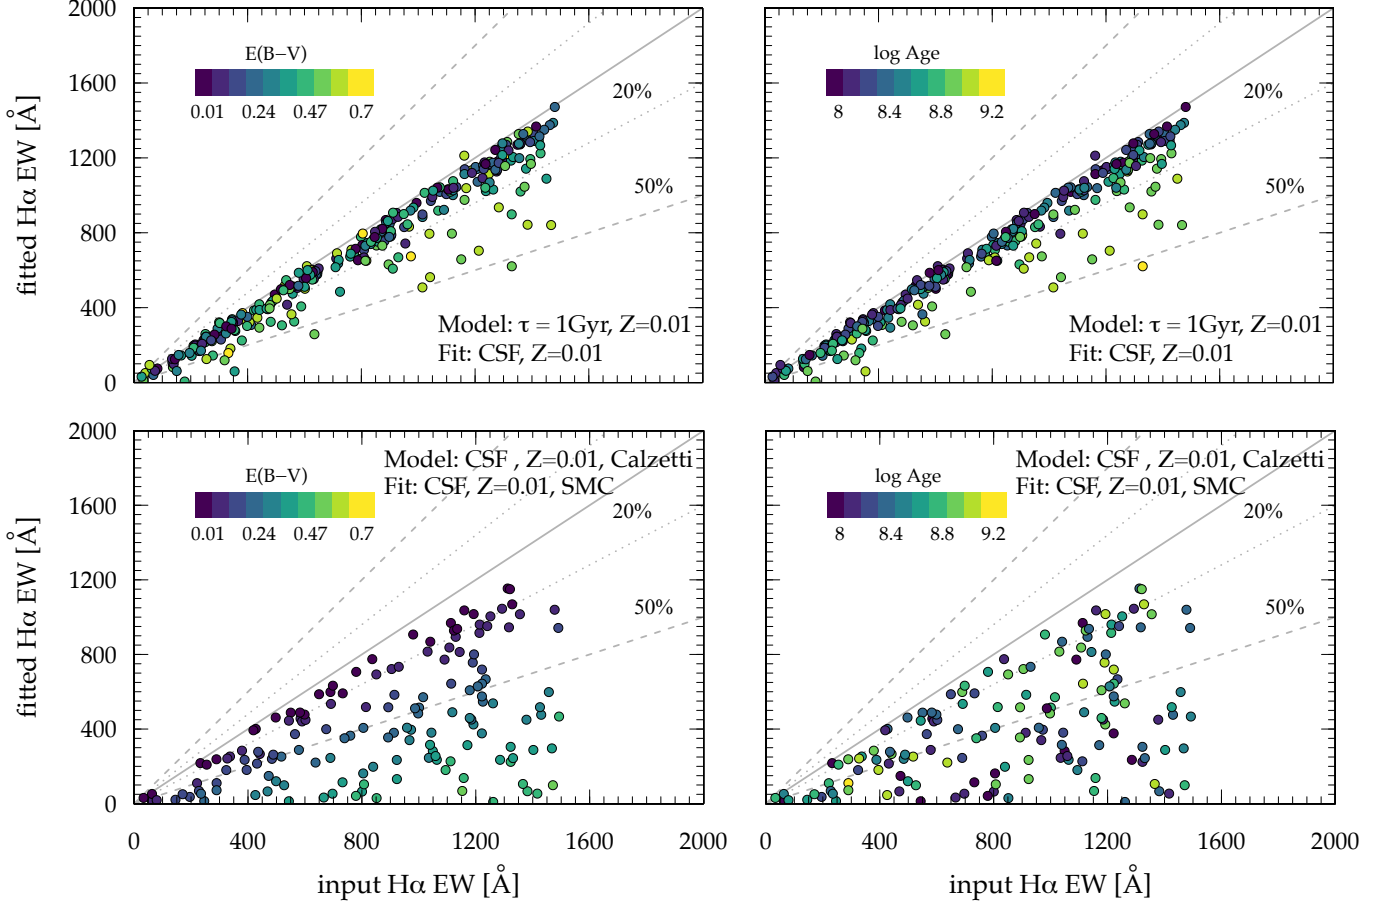 2000
1600
1200
800
400
0
fitted Hα EW [Å]
E(B−V)
0.01 0.24 0.47 0.7
20%
50%
Model: τ = 1Gyr, Z=0.01
Fit: CSF, Z=0.01
log Age
8 8.4 8.8 9.2
20%
50%
Model: τ = 1Gyr, Z=0.01
Fit: CSF, Z=0.01
2000
1600
1200
800
400
0
fitted Hα EW [Å]
Model: CSF , Z=0.01, Calzetti
Fit: CSF, Z=0.01, SMC
E(B−V)
0.01 0.24 0.47 0.7
20%
50%
0 400 800 1200 1600 2000
input Hα EW [Å]
Model: CSF , Z=0.01, Calzetti
Fit: CSF, Z=0.01, SMC
log Age
8 8.4 8.8 9.2
20%
50%
0 400 800 1200 1600 2000
input Hα EW [Å]